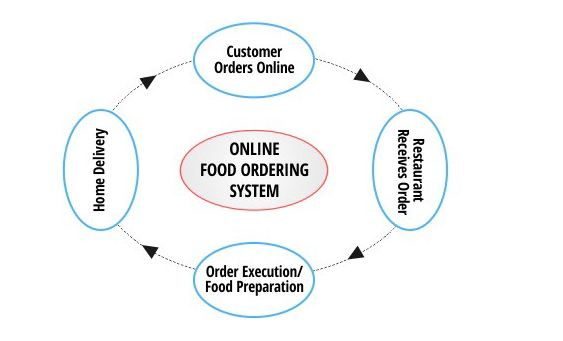 Customer
Orders Online
Restaurant
Receives Order
ONLINE
FOOD ORDERING
SYSTEM
Home Delivery
Order Execution/
Food Preparation